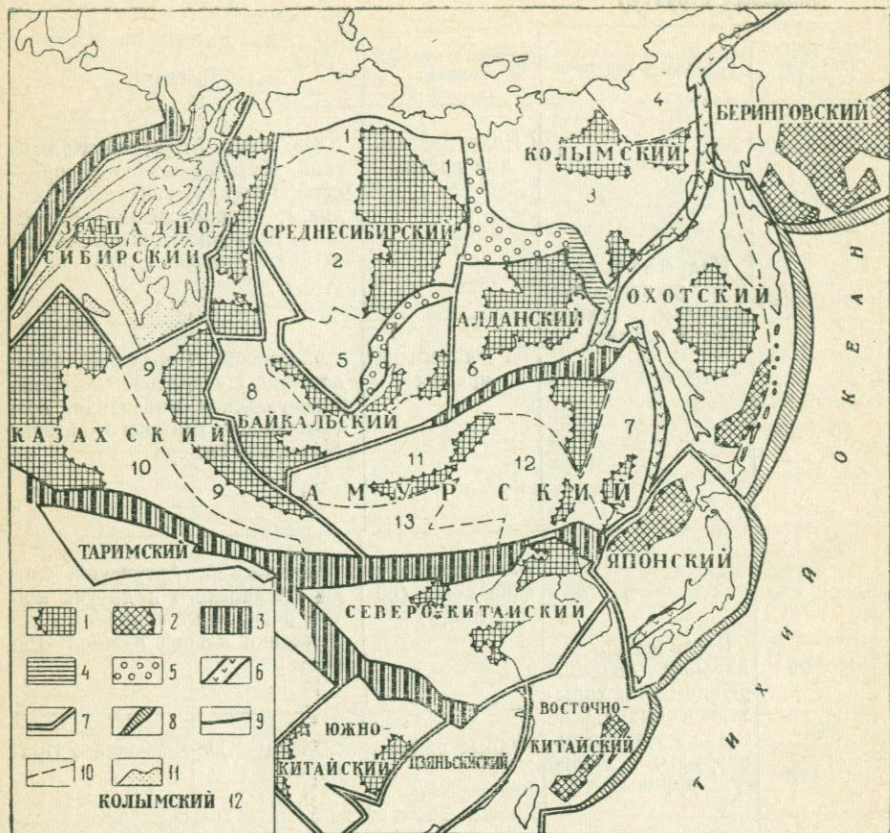 4
БЕРИНГОВСКИЙ
1
1
КОЛЫМСКИЙ
3
?
ЗАПАДНО-
СИБИРСКИЙ
СРЕДНЕСИБИРСКИЙ
2
ОХОТСКИЙ
АЛДАНСКИЙ
5
6
9
8
БАЙКАЛЬСКИЙ
7
КАЗАХСКИЙ
10
9
11
12
АМУРСКИЙ
13
ТАРИМСКИЙ
ЯПОНСКИЙ
СЕВЕРО-КИТАЙСКИЙ
ТИХИЙ
ОКЕАН
1
2
3
4
5
6
7
8
9
10
11
КОЛЫМСКИЙ 12
ЮЖНО-
КИТАЙСКИЙ
ЦЗЯНЬСУЙСКИЙ
ВОСТОЧНО-
КИТАЙСКИЙ